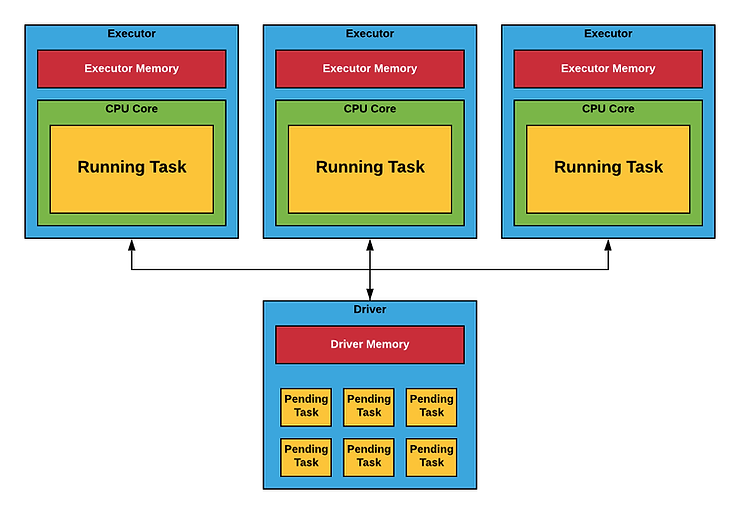 Executor
Executor Memory
CPU Core
Running Task
Executor
Executor Memory
CPU Core
Running Task
Executor
Executor Memory
CPU Core
Running Task
Driver
Driver Memory
Pending
Task
Pending
Task
Pending
Task
Pending
Task
Pending
Task
Pending
Task